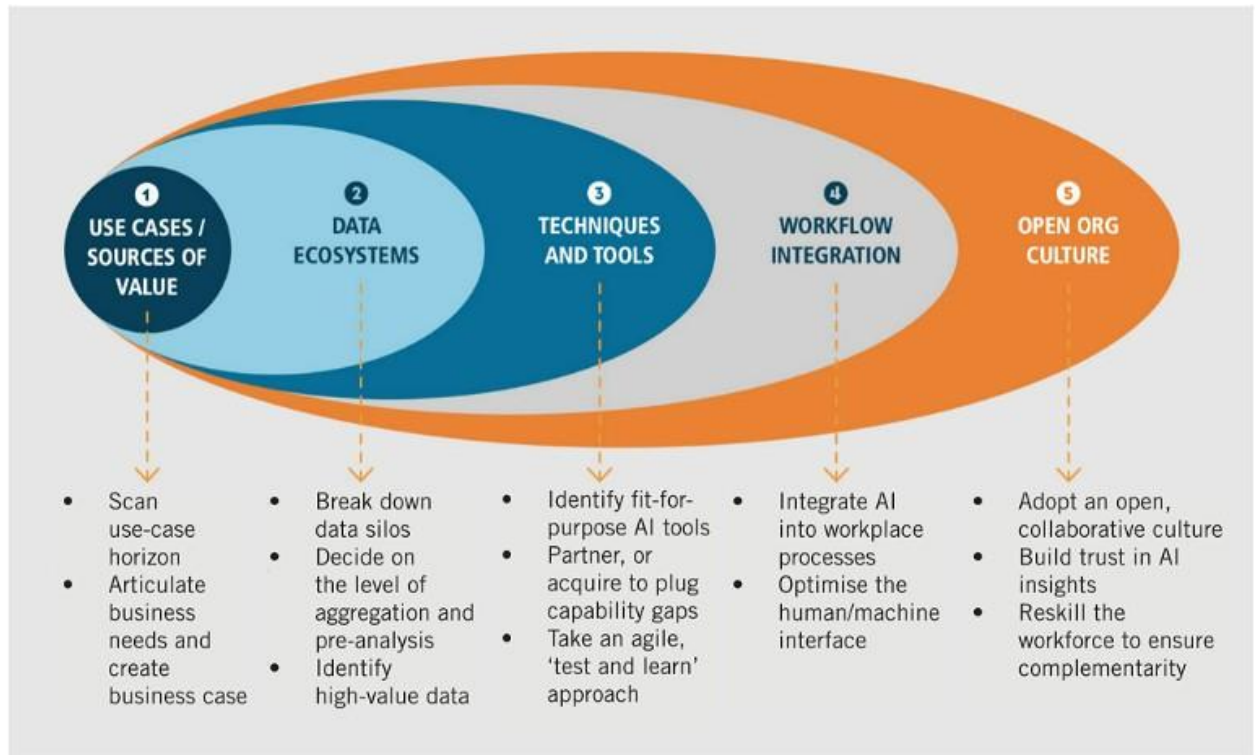 1
USE CASES /
SOURCES OF
VALUE
2
DATA
ECOSYSTEMS
3
TECHNIQUES
AND TOOLS
4
WORKFLOW
INTEGRATION
5
OPEN ORG
CULTURE
• Scan
use-case
horizon
• Articulate
business
needs and
create
business case
• Break down
data silos
• Decide on
the level of
aggregation and
pre-analysis
• Identify
high-value data
• Identify fit-for-
purpose AI tools
• Partner, or
acquire to plug
capability gaps
• Take an agile,
‘test and learn’
approach
• Integrate AI
into workplace
processes
• Optimise the
human/machine
interface
• Adopt an open,
collaborative culture
• Build trust in AI
insights
• Reskill the
workforce to ensure
complementarity